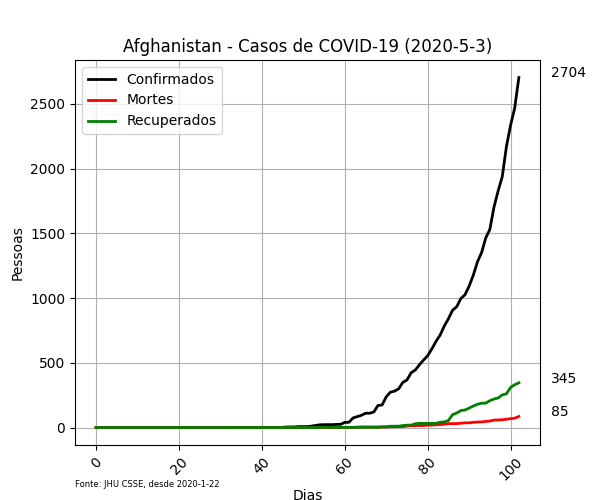 Afghanistan - Casos de COVID-19 (2020-5-3)
Confirmados
Mortes
Recuperados
2704
345
85
Pessoas
2500
2000
1500
1000
500
0
0
20
40
60
80
100
Fonte: JHU CSSE, desde 2020-1-22
Dias